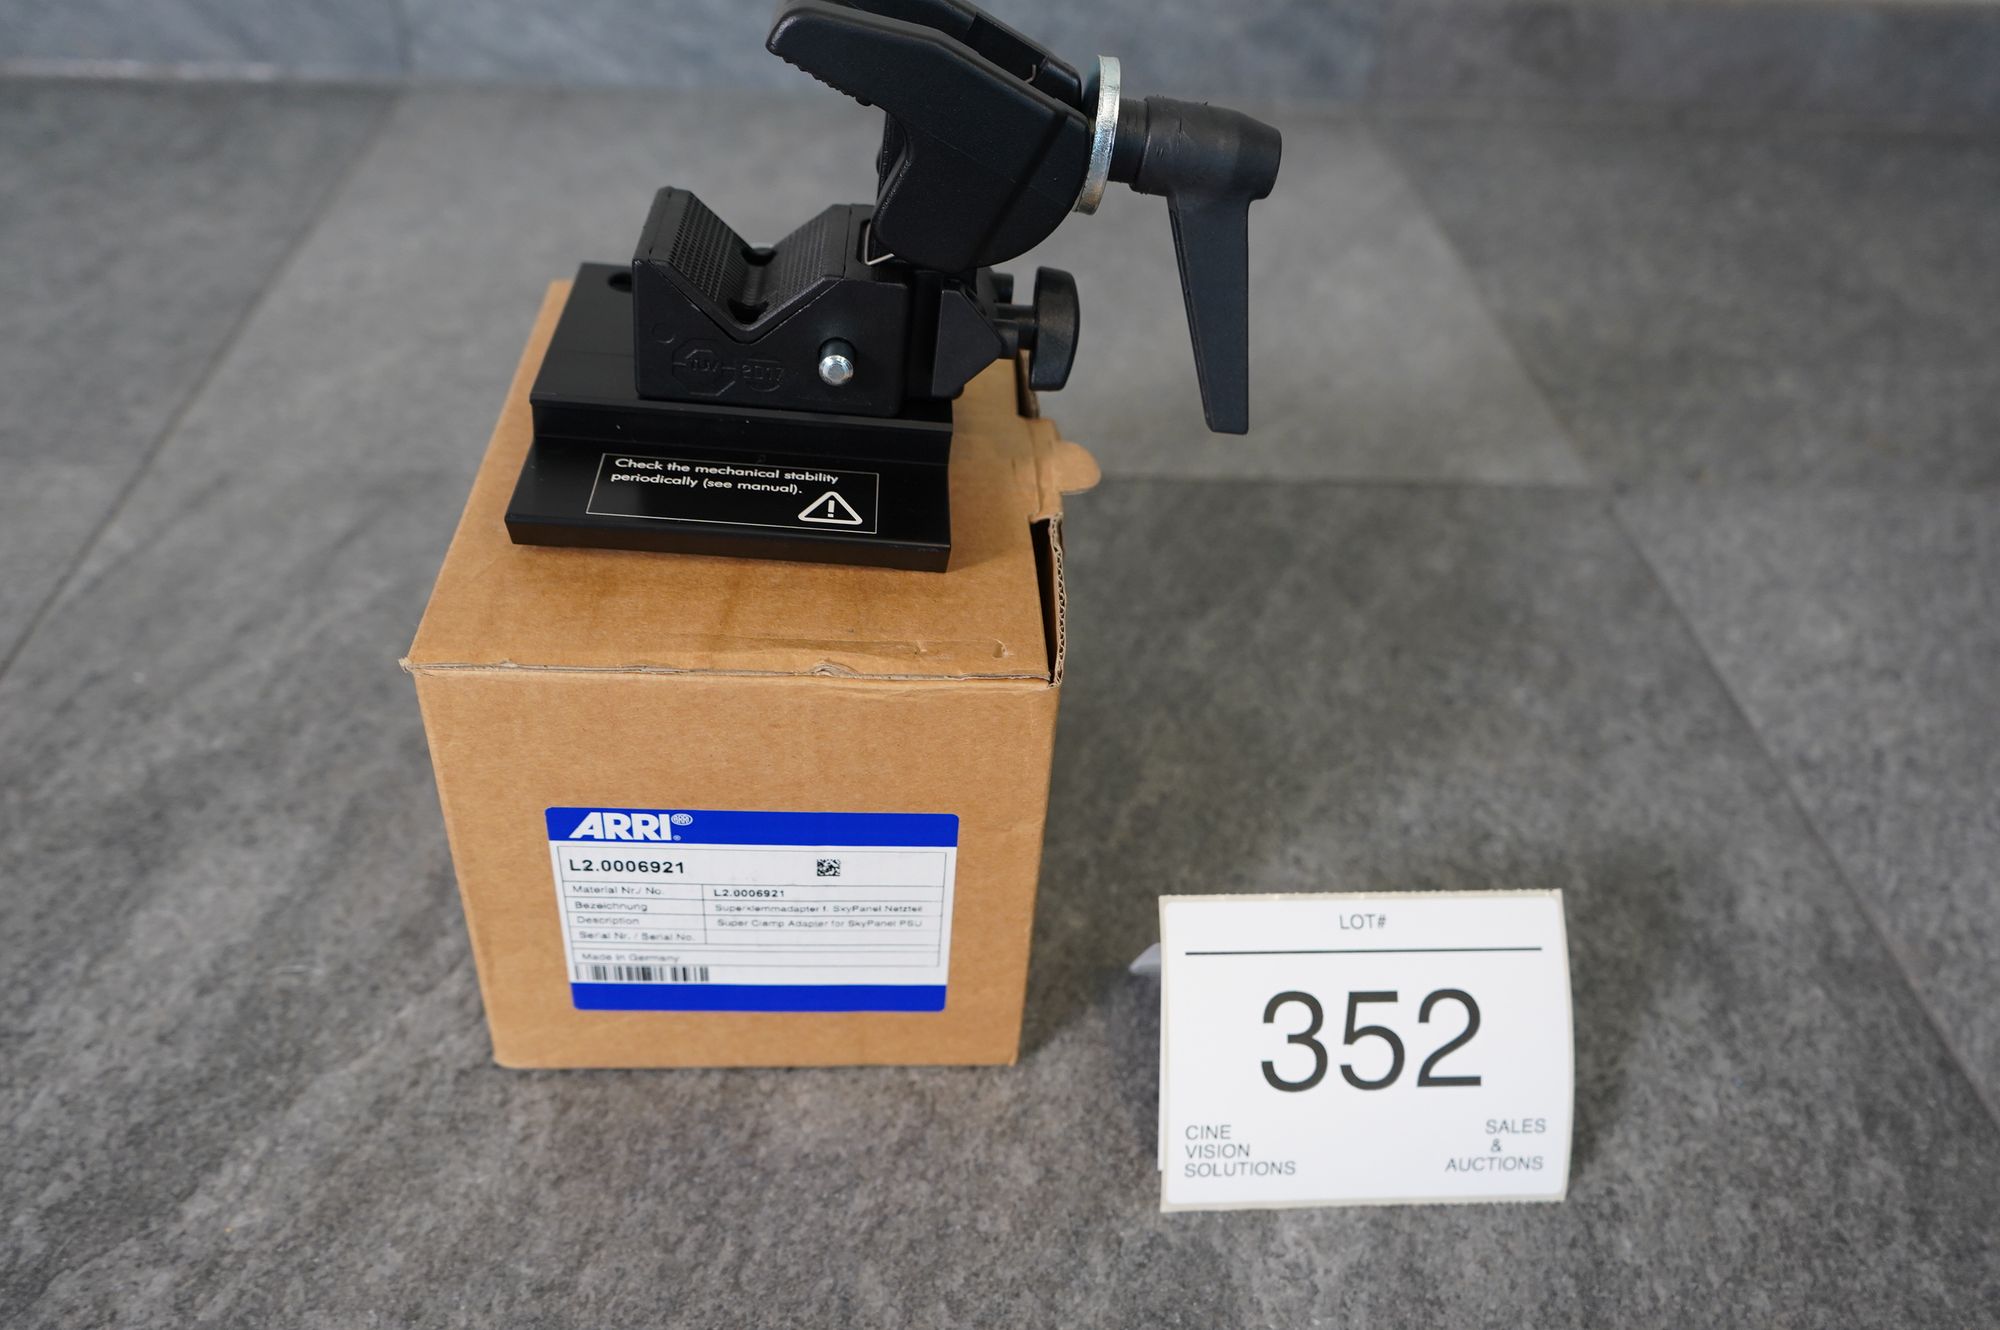 TÜV 2017
Check the mechanical stability
periodically (see manual).
ARRI
L2.0006921
Material Nr./ No. L2.0006921
Bezeichnung Superklemmadapter f. SkyPanel Netzteil
Description Super Clamp Adapter for SkyPanel PSU
Serial Nr. / Serial No.
Made in Germany
LOT#
352
CINE
VISION
SOLUTIONS
SALES
&
AUCTIONS